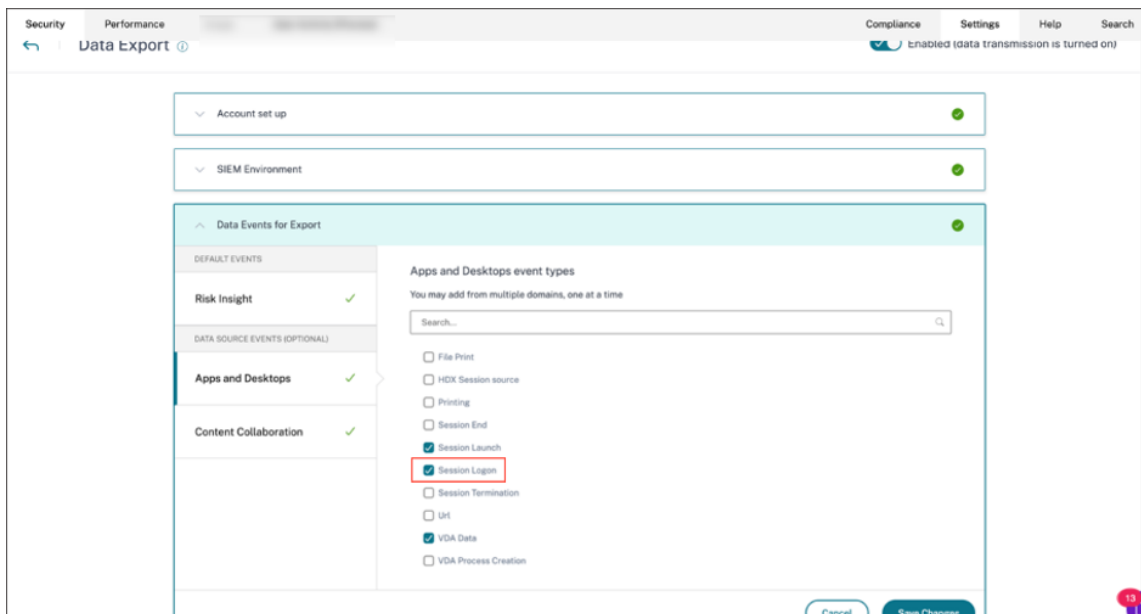 Security Performance Compliance Settings Help Search
Data Export Enabled (data transmission is turned on)
Account set up
SIEM Environment
Data Events for Export
DEFAULT EVENTS
Risk Insight
DATA SOURCE EVENTS (OPTIONAL)
Apps and Desktops
Content Collaboration
Apps and Desktops event types
You may add from multiple domains, one at a time
Search...
File Print
HDX Session source
Printing
Session End
Session Launch
Session Logon
Session Termination
Url
VDA Data
VDA Process Creation
Cancel Save Changes
13